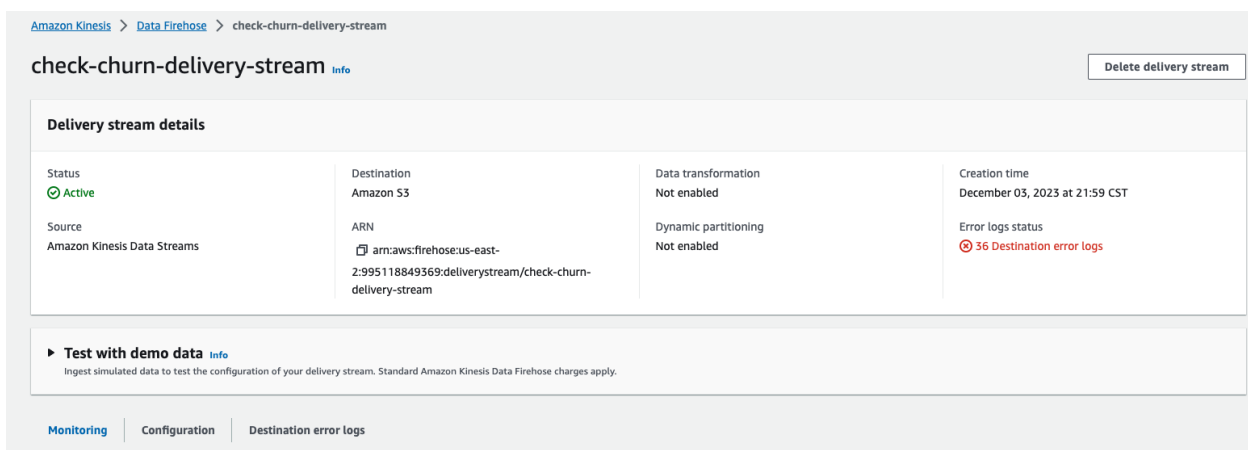 Amazon Kinesis > Data Firehose > check-churn-delivery-stream
check-churn-delivery-stream Info
Delete delivery stream
Delivery stream details
Status
Active
Source
Amazon Kinesis Data Streams
Destination
Amazon S3
ARN
arn:aws:firehose:us-east-
2:995118849369:deliverystream/check-churn-
delivery-stream
Data transformation
Not enabled
Dynamic partitioning
Not enabled
Creation time
December 03, 2023 at 21:59 CST
Error logs status
36 Destination error logs
Test with demo data Info
Ingest simulated data to test the configuration of your delivery stream. Standard Amazon Kinesis Data Firehose charges apply.
Monitoring
Configuration
Destination error logs